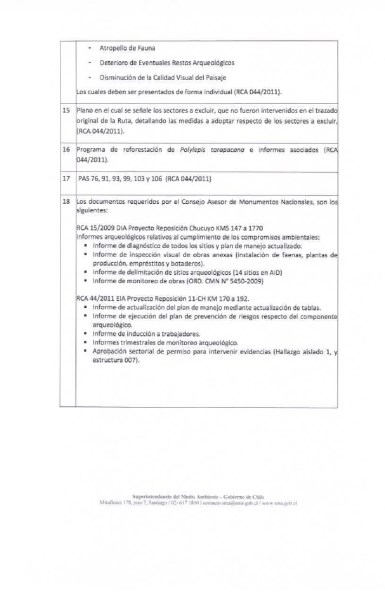 - Atropello de Fauna
- Deterioro de Eventuales Restos Arqueológicos
- Disminución de la Calidad Visual del Paisaje
Los cuales deben ser presentados de forma individual (RCA 044/2011).
15 Plano en el cual se señale los sectores a excluir, que no fueron intervenidos en el trazado
original de la Ruta, detallando las medidas a adoptar respecto de los sectores a excluir,
(RCA 044/2011).
16 Programa de reforestación de Polylepis tarapacana e informes asociados (RCA
044/2011).
17 PAS 76, 91, 93, 99, 103 y 106 (RCA 044/2011)
18 Los documentos requeridos por el Consejo Asesor de Monumentos Nacionales, son los
siguientes:
RCA 15/2009 DIA Proyecto Reposición Chucuyo KMS 147 a 1770
Informes arqueológicos relativos al cumplimiento de los compromisos ambientales:
• Informe de diagnóstico de todos los sitios y plan de manejo actualizado.
• Informe de inspección visual de obras anexas (instalación de faenas, plantas de
producción, empréstitos y botaderos).
• Informe de delimitación de sitios arqueológicos (14 sitios en AID)
• Informe de monitoreo de obras (ORD. CMN N° 5450-2009)
RCA 44/2011 EIA Proyecto Reposición 11-CH KM 170 a 192.
• Informe de actualización del plan de manejo mediante actualización de tablas.
• Informe de ejecución del plan de prevención de riesgos respecto del componente
arqueológico.
• Informe de inducción a trabajadores.
• Informes trimestrales de monitoreo arqueológico.
• Aprobación sectorial de permiso para intervenir evidencias (Hallazgo aislado 1, y
estructura 007).
Superintendencia del Medio Ambiente – Gobierno de Chile
Miraflores 178, piso 7, Santiago